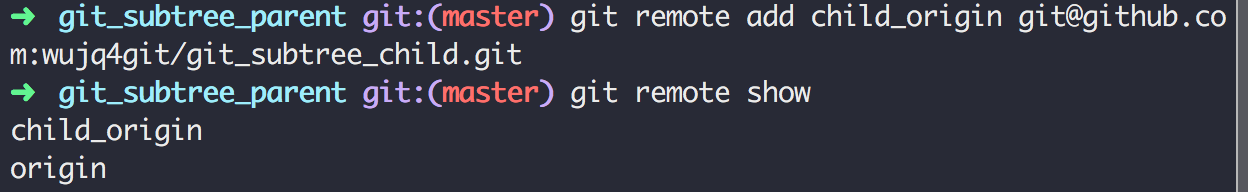 ➜ git_subtree_parent git:(master) git remote add child_origin git@github.co
m:wujq4git/git_subtree_child.git
➜ git_subtree_parent git:(master) git remote show
child_origin
origin